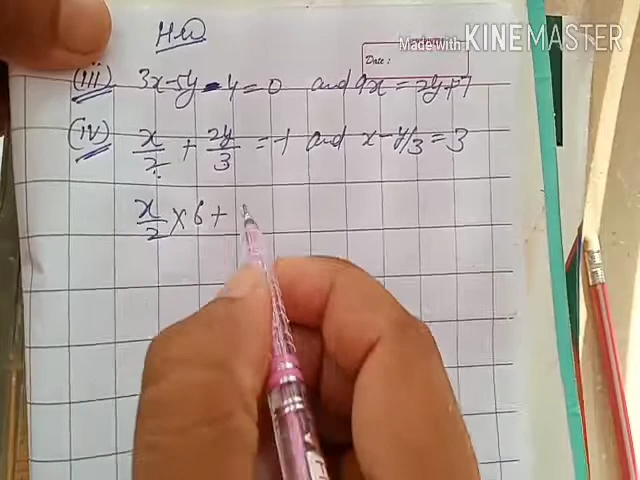 HW
Made with KINEMASTER
Date :
(iii) 3x-5y-4=0 and 9x=2y+7
(iv) x/2 + 2y/3 = -1 and x-y/3=3
x/2 × 6 +